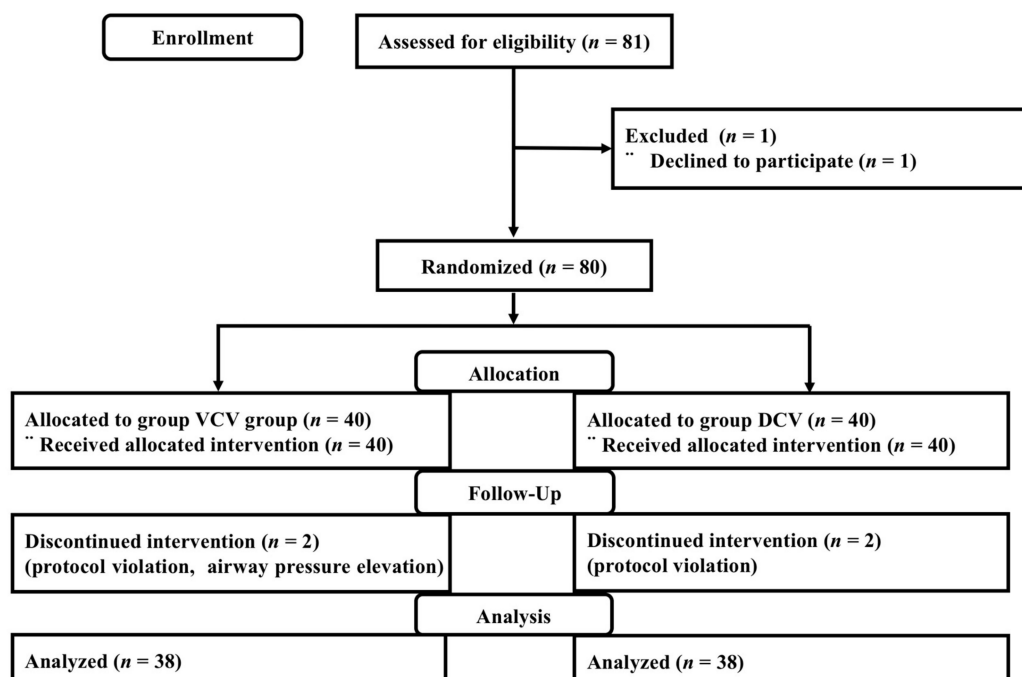 Enrollment
Assessed for eligibility (n = 81)
Excluded (n = 1)
¨ Declined to participate (n = 1)
Randomized (n = 80)
Allocation
Allocated to group VCV group (n = 40)
¨ Received allocated intervention (n = 40)
Allocated to group DCV (n = 40)
¨ Received allocated intervention (n = 40)
Follow-Up
Discontinued intervention (n = 2)
(protocol violation, airway pressure elevation)
Discontinued intervention (n = 2)
(protocol violation)
Analysis
Analyzed (n = 38)
Analyzed (n = 38)